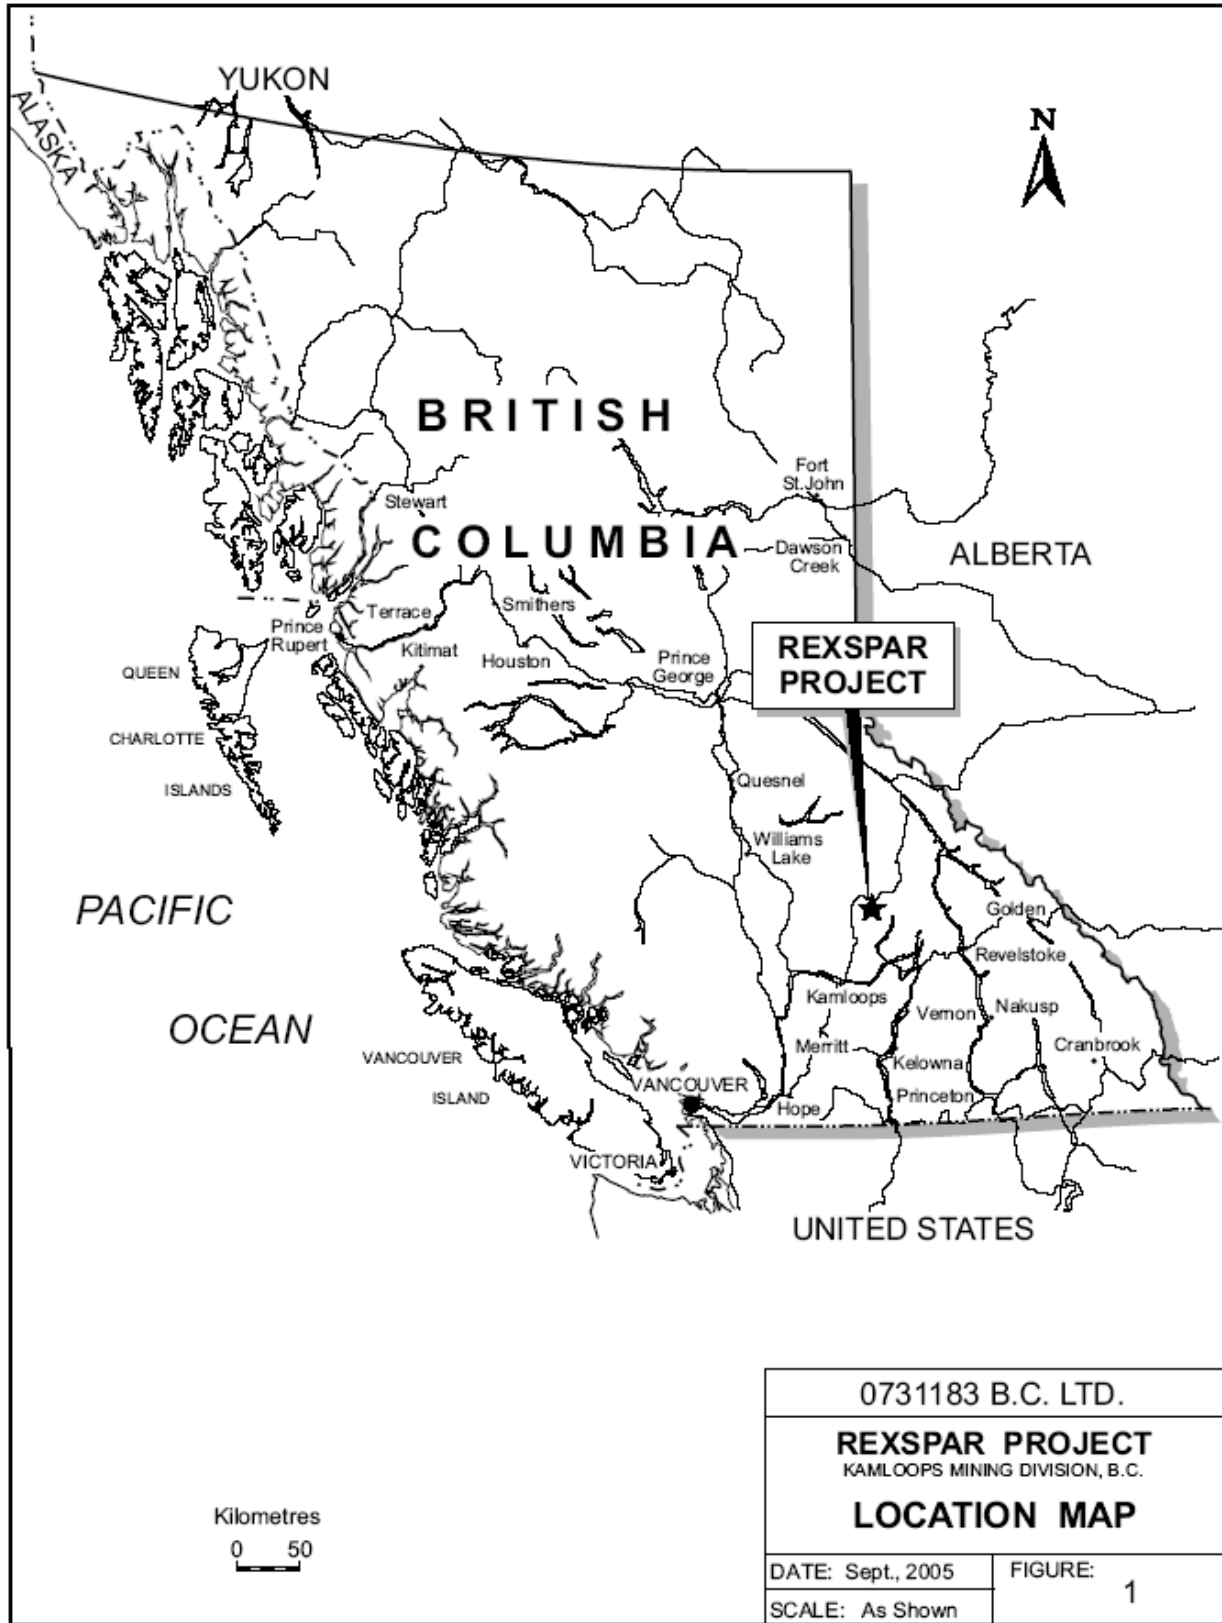 YUKON
ALASKA
N
BRITISH
Fort
St.John
Stewart
COLUMBIA
Dawson
Creek
ALBERTA
Smithers
Terrace
Prince
Rupert
Kitimat
Houston
Prince
George
REXSPAR
PROJECT
QUEEN
CHARLOTTE
ISLANDS
Quesnel
Williams
Lake
PACIFIC
OCEAN
Golden
Revelstoke
Kamloops
Vernon
Nakusp
Merritt
Cranbrook
Kelowna
VANCOUVER
ISLAND
VANCOUVER
Hope
Princeton
VICTORIA
UNITED STATES
0731183 B.C. LTD.
REXSPAR PROJECT
KAMLOOPS MINING DIVISION, B.C.
LOCATION MAP
Kilometres
0 50
DATE: Sept., 2005
FIGURE:
1
SCALE: As Shown